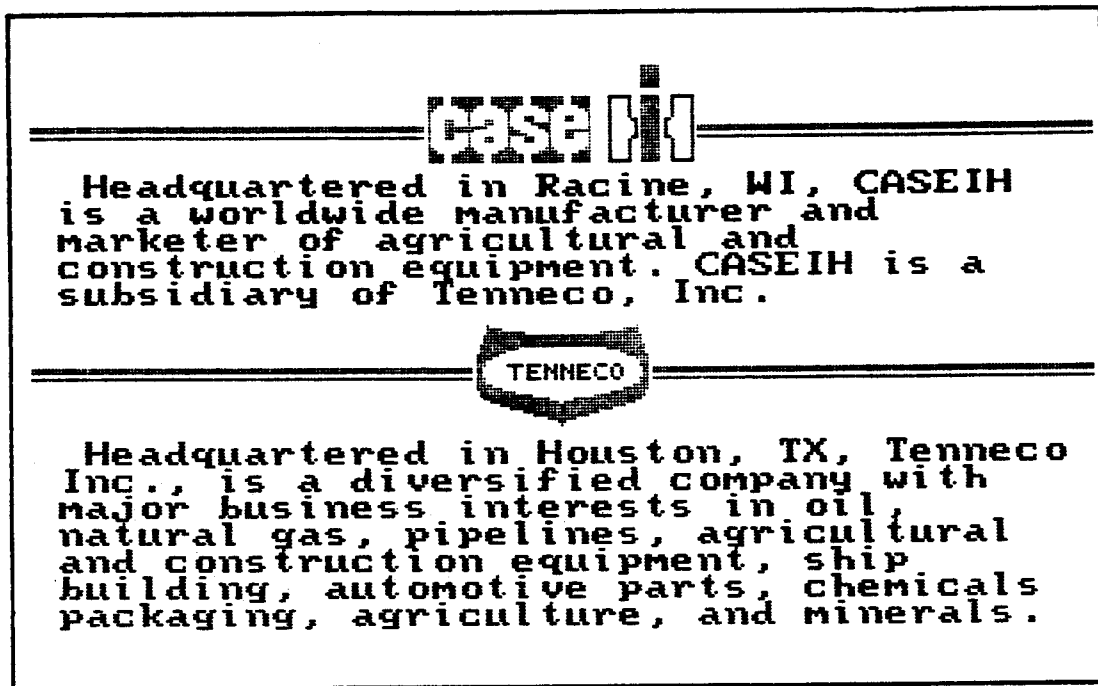 case IH
Headquartered in Racine, WI, CASEIH
is a worldwide manufacturer and
marketer of agricultural and
construction equipment. CASEIH is a
subsidiary of Tenneco, Inc.
TENNECO
Headquartered in Houston, TX, Tenneco
Inc., is a diversified company with
major business interests in oil,
natural gas, pipelines, agricultural
and construction equipment, ship
building, automotive parts, chemicals
packaging, agriculture, and minerals.